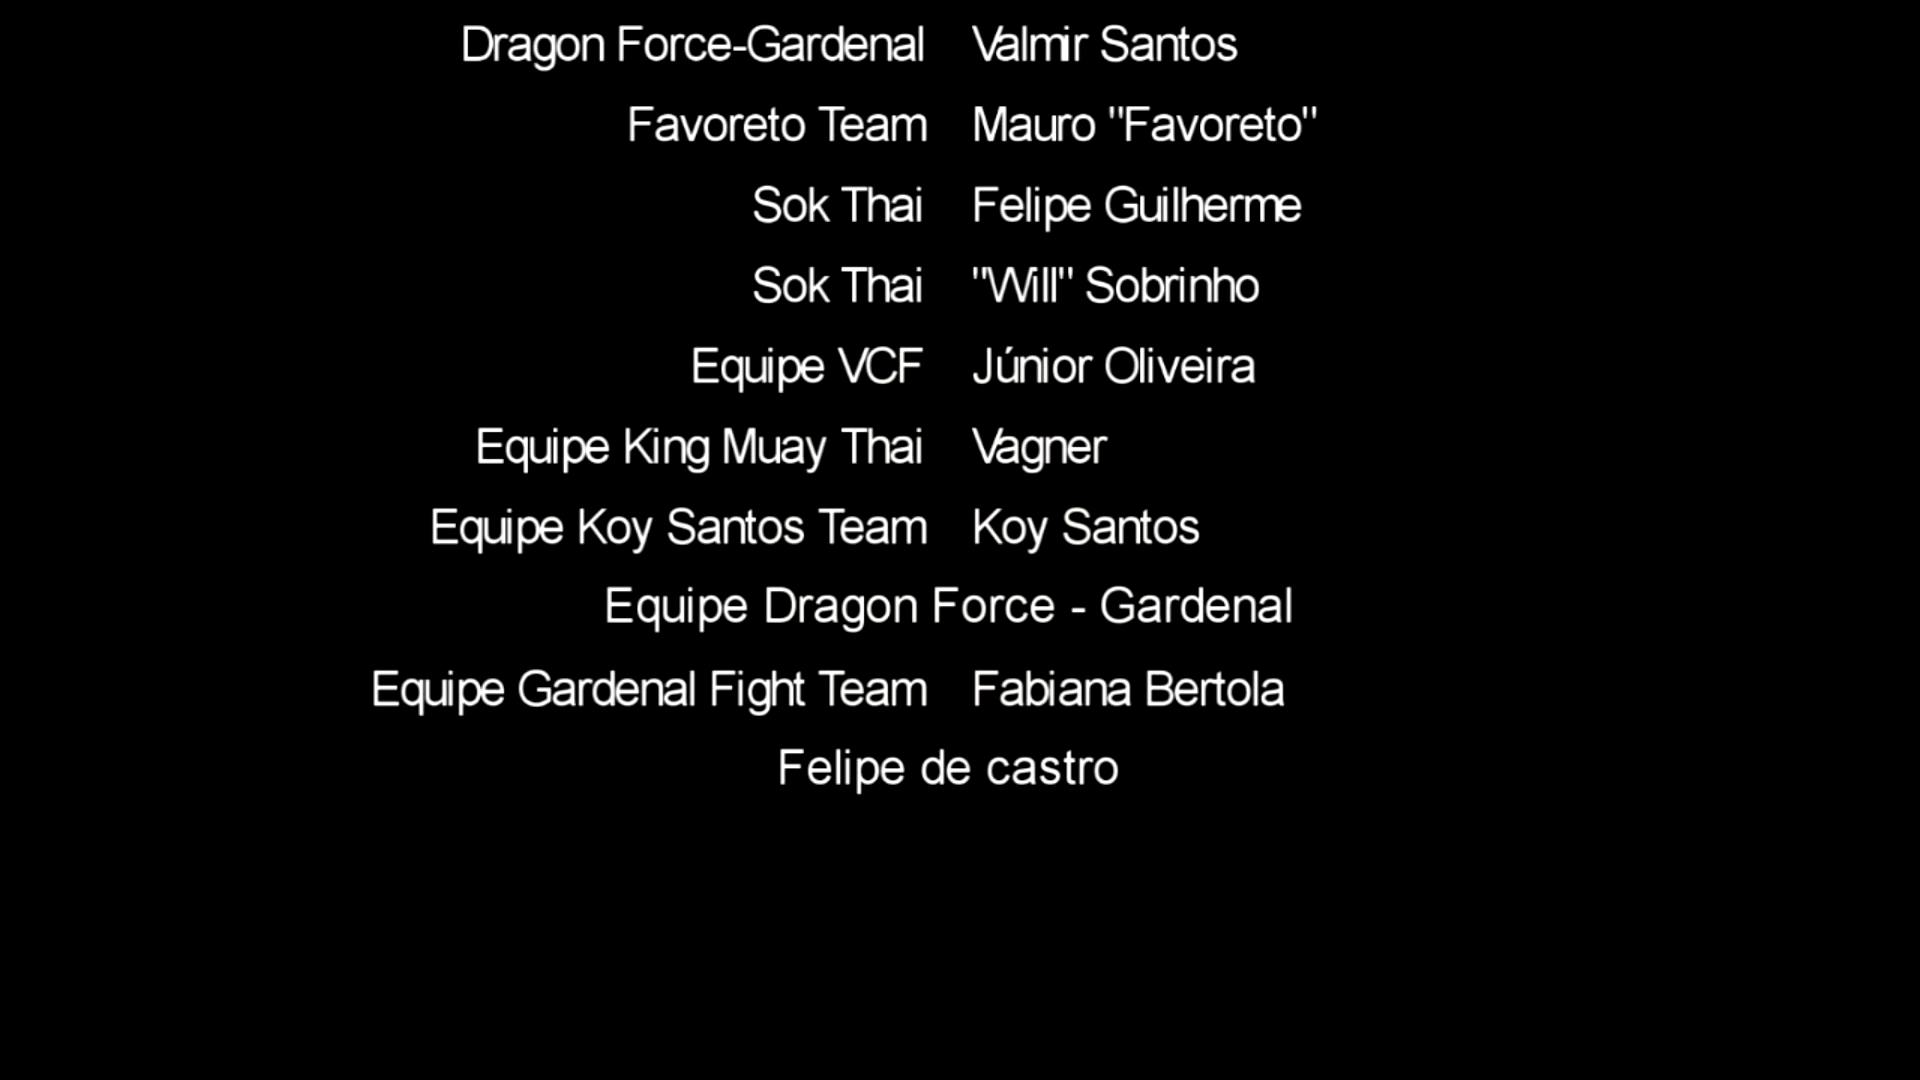 Dragon Force-Gardenal Valmir Santos
Favoreto Team Mauro "Favoreto"
Sok Thai Felipe Guilherme
Sok Thai "Will" Sobrinho
Equipe VCF Júnior Oliveira
Equipe King Muay Thai Vagner
Equipe Koy Santos Team Koy Santos
Equipe Dragon Force - Gardenal
Equipe Gardenal Fight Team Fabiana Bertola
Felipe de castro